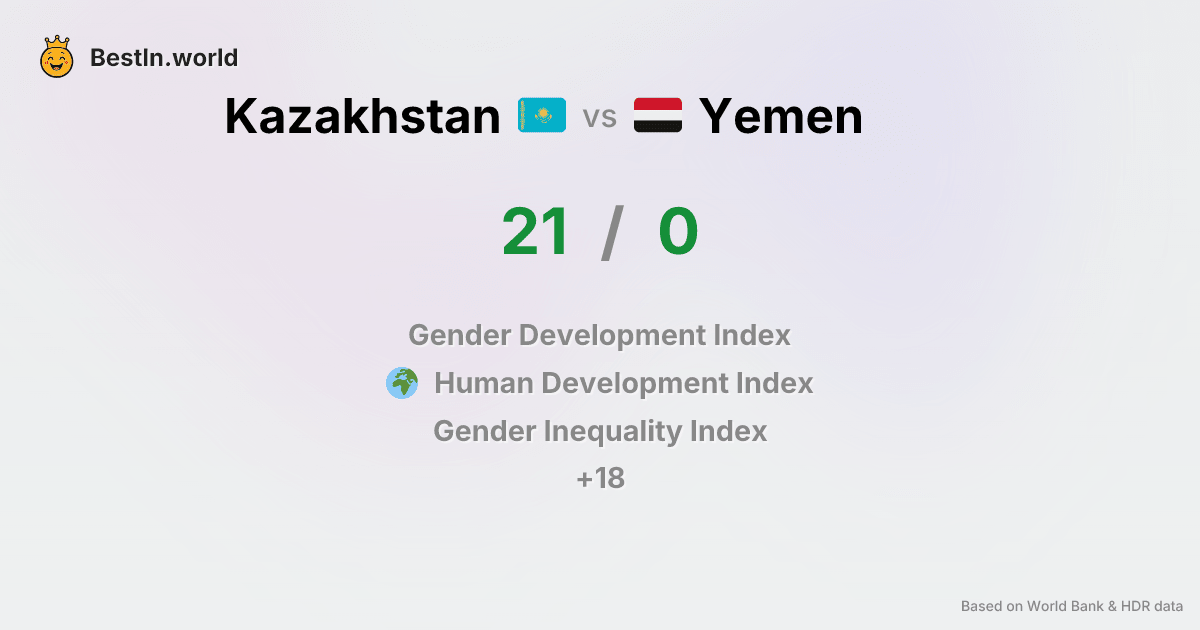 BestIn.world
Kazakhstan vs Yemen
21 / 0
Gender Development Index
Human Development Index
Gender Inequality Index
+18
Based on World Bank & HDR data